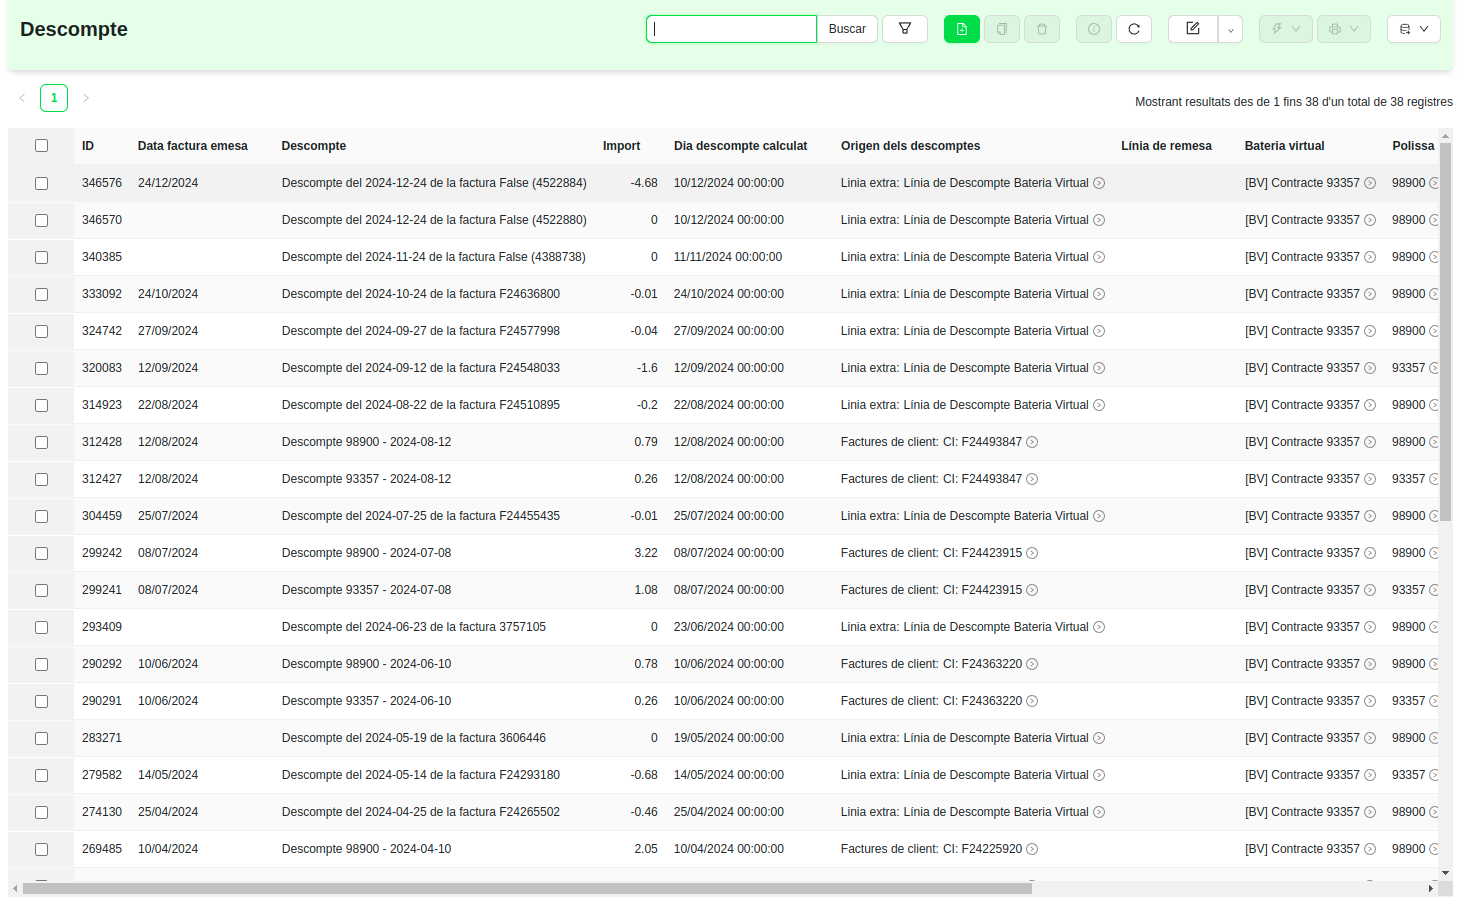 Descompte Buscar
1
Mostrant resultats des de 1 fins 38 d'un total de 38 registres
ID Data factura emesa Descompte Import Dia descompte calculat Origen dels descomptes Línia de remesa Bateria virtual Polissa
346576 24/12/2024 Descompte del 2024-12-24 de la factura False (4522884) -4.68 10/12/2024 00:00:00 Linia extra: Línia de Descompte Bateria Virtual [BV] Contracte 93357 98900
346570 Descompte del 2024-12-24 de la factura False (4522880) 0 10/12/2024 00:00:00 Linia extra: Línia de Descompte Bateria Virtual [BV] Contracte 93357 98900
340385 Descompte del 2024-11-24 de la factura False (4388738) 0 11/11/2024 00:00:00 Linia extra: Línia de Descompte Bateria Virtual [BV] Contracte 93357 98900
333092 24/10/2024 Descompte del 2024-10-24 de la factura F24636800 -0.01 24/10/2024 00:00:00 Linia extra: Línia de Descompte Bateria Virtual [BV] Contracte 93357 98900
324742 27/09/2024 Descompte del 2024-09-27 de la factura F24577998 -0.04 27/09/2024 00:00:00 Linia extra: Línia de Descompte Bateria Virtual [BV] Contracte 93357 98900
320083 12/09/2024 Descompte del 2024-09-12 de la factura F24548033 -1.6 12/09/2024 00:00:00 Linia extra: Línia de Descompte Bateria Virtual [BV] Contracte 93357 93357
314923 22/08/2024 Descompte del 2024-08-22 de la factura F24510895 -0.2 22/08/2024 00:00:00 Linia extra: Línia de Descompte Bateria Virtual [BV] Contracte 93357 98900
312428 12/08/2024 Descompte 98900 - 2024-08-12 0.79 12/08/2024 00:00:00 Factures de client: CI: F24493847 [BV] Contracte 93357 98900
312427 12/08/2024 Descompte 93357 - 2024-08-12 0.26 12/08/2024 00:00:00 Factures de client: CI: F24493847 [BV] Contracte 93357 93357
304459 25/07/2024 Descompte del 2024-07-25 de la factura F24455435 -0.01 25/07/2024 00:00:00 Linia extra: Línia de Descompte Bateria Virtual [BV] Contracte 93357 98900
299242 08/07/2024 Descompte 98900 - 2024-07-08 3.22 08/07/2024 00:00:00 Factures de client: CI: F24423915 [BV] Contracte 93357 98900
299241 08/07/2024 Descompte 93357 - 2024-07-08 1.08 08/07/2024 00:00:00 Factures de client: CI: F24423915 [BV] Contracte 93357 93357
293409 Descompte del 2024-06-23 de la factura 3757105 0 23/06/2024 00:00:00 Linia extra: Línia de Descompte Bateria Virtual [BV] Contracte 93357 98900
290292 10/06/2024 Descompte 98900 - 2024-06-10 0.78 10/06/2024 00:00:00 Factures de client: CI: F24363220 [BV] Contracte 93357 98900
290291 10/06/2024 Descompte 93357 - 2024-06-10 0.26 10/06/2024 00:00:00 Factures de client: CI: F24363220 [BV] Contracte 93357 93357
283271 Descompte del 2024-05-19 de la factura 3606446 0 19/05/2024 00:00:00 Linia extra: Línia de Descompte Bateria Virtual [BV] Contracte 93357 98900
279582 14/05/2024 Descompte del 2024-05-14 de la factura F24293180 -0.68 14/05/2024 00:00:00 Linia extra: Línia de Descompte Bateria Virtual [BV] Contracte 93357 93357
274130 25/04/2024 Descompte del 2024-04-25 de la factura F24265502 -0.46 25/04/2024 00:00:00 Linia extra: Línia de Descompte Bateria Virtual [BV] Contracte 93357 98900
269485 10/04/2024 Descompte 98900 - 2024-04-10 2.05 10/04/2024 00:00:00 Factures de client: CI: F24225920 [BV] Contracte 93357 98900